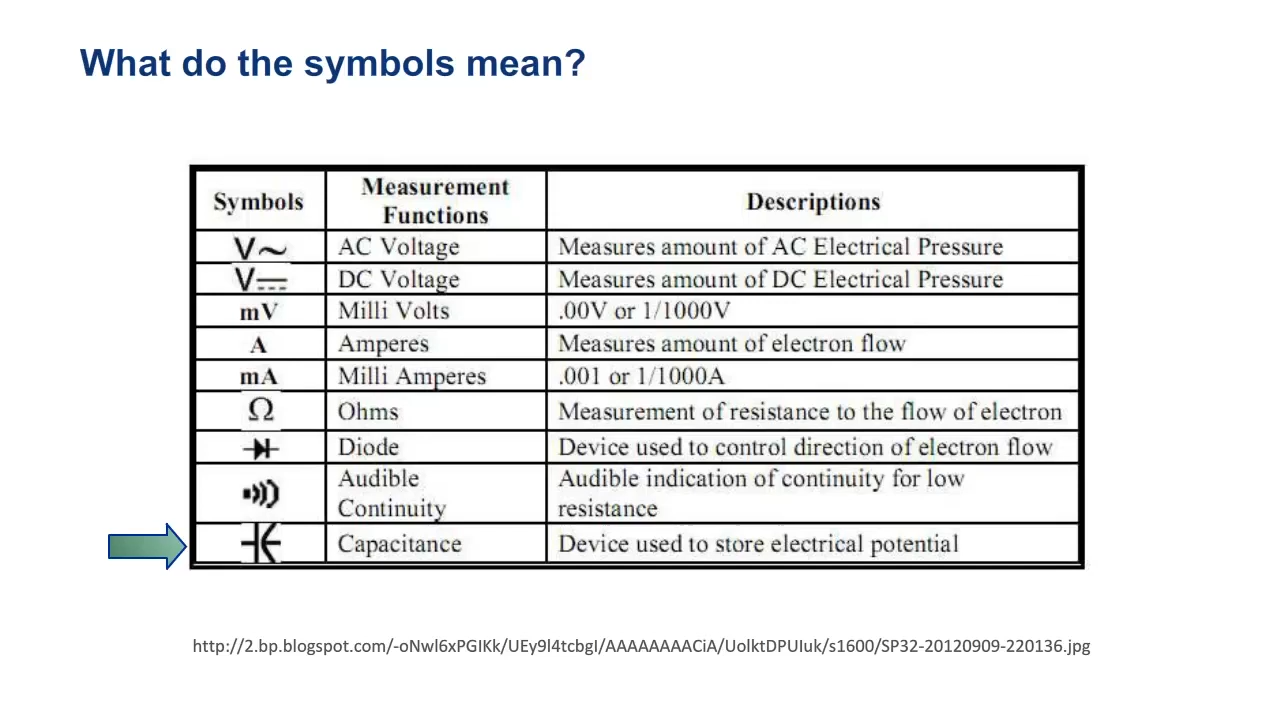 What do the symbols mean?
Symbols Measurement Functions Descriptions
V～ AC Voltage Measures amount of AC Electrical Pressure
V⎓ DC Voltage Measures amount of DC Electrical Pressure
mV Milli Volts .00V or 1/1000V
A Amperes Measures amount of electron flow
mA Milli Amperes .001 or 1/1000A
Ω Ohms Measurement of resistance to the flow of electron
Diode Device used to control direction of electron flow
Audible Continuity Audible indication of continuity for low resistance
Capacitance Device used to store electrical potential
http://2.bp.blogspot.com/-oNwl6xPGIKk/UEy9l4tcbgI/AAAAAAAACiA/UolktDPUIuk/s1600/SP32-20120909-220136.jpg